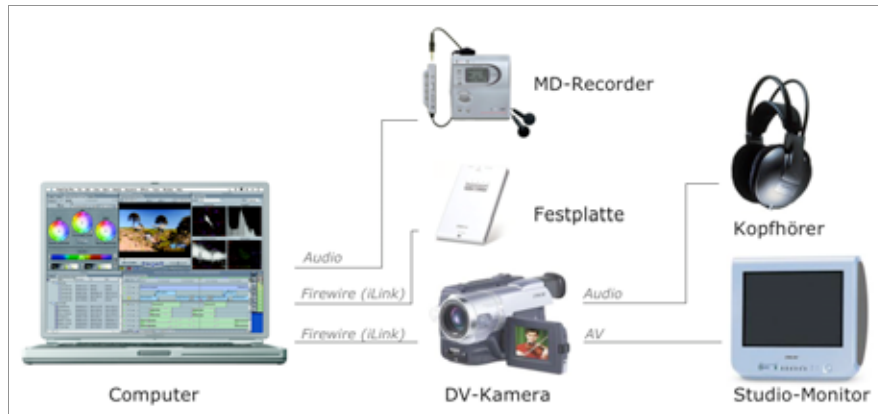 MD-Recorder
Festplatte
Kopfhörer
Audio
Firewire (iLink)
Audio
Firewire (iLink)
AV
Computer
DV-Kamera
Studio-Monitor